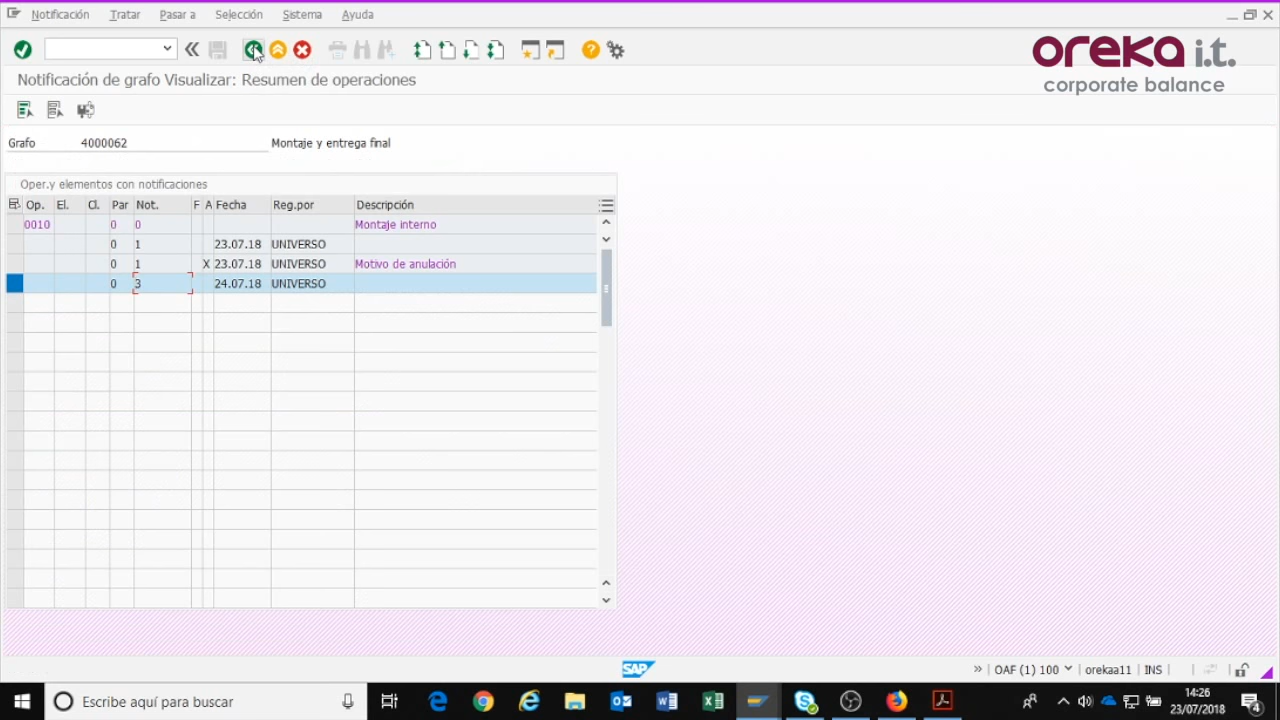 Notificación Tratar Pasar a Selección Sistema Ayuda
oreka i.t.
corporate balance
Notificación de grafo Visualizar: Resumen de operaciones
Grafo 4000062 Montaje y entrega final
Oper.y elementos con notificaciones
Op. El. Cl. Par Not. F A Fecha Reg.por Descripción
0010 0 0 Montaje interno
0 1 23.07.18 UNIVERSO
0 1 X 23.07.18 UNIVERSO Motivo de anulación
0 3 24.07.18 UNIVERSO
SAP
OAF (1) 100 orekaa11 INS
Escribe aquí para buscar
14:26
23/07/2018
4